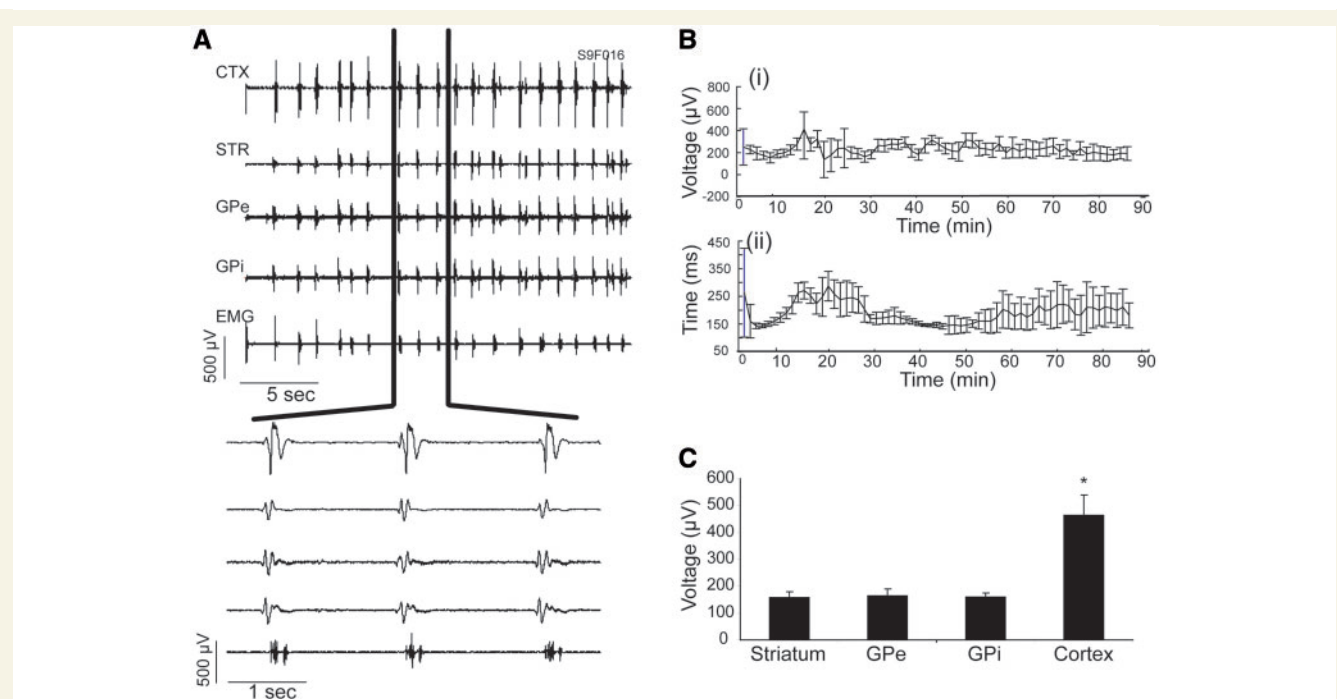 A
S9F016
CTX
STR
GPe
GPi
EMG
500 µV
5 sec
500 µV
1 sec
B
(i)
Voltage (µV)
800
600
400
200
0
-200
0 10 20 30 40 50 60 70 80 90
Time (min)
(ii)
Time (ms)
450
350
250
150
50
0 10 20 30 40 50 60 70 80 90
Time (min)
C
Voltage (µV)
600
500
400
300
200
100
0
*
Striatum GPe GPi Cortex